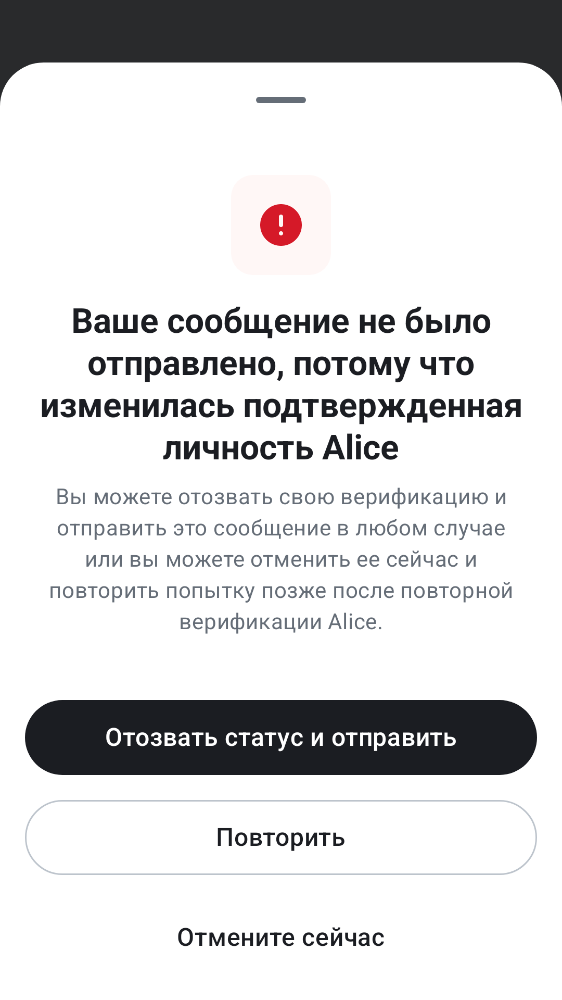 Ваше сообщение не было
отправлено, потому что
изменилась подтвержденная
личность Alice
Вы можете отозвать свою верификацию и
отправить это сообщение в любом случае
или вы можете отменить ее сейчас и
повторить попытку позже после повторной
верификации Alice.
Отозвать статус и отправить
Повторить
Отмените сейчас